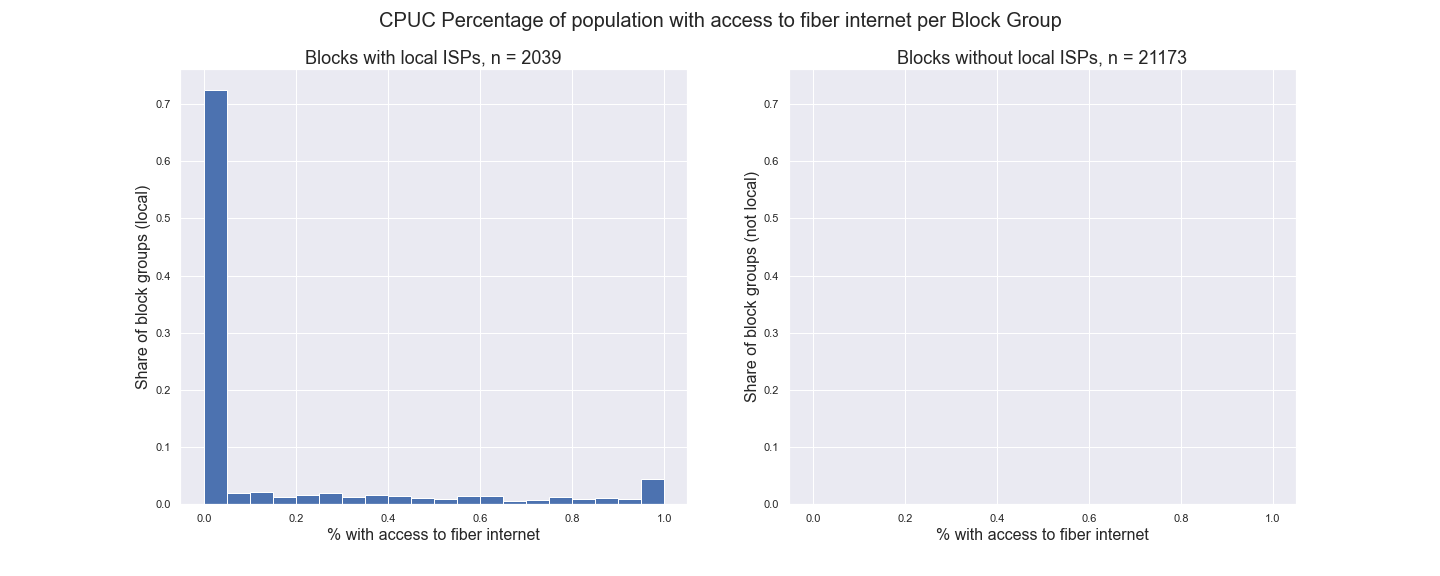 CPUC Percentage of population with access to fiber internet per Block Group
Blocks with local ISPs, n = 2039
Share of block groups (local)
0.7
0.6
0.5
0.4
0.3
0.2
0.1
0.0
0.0 0.2 0.4 0.6 0.8 1.0
% with access to fiber internet
Blocks without local ISPs, n = 21173
Share of block groups (not local)
0.7
0.6
0.5
0.4
0.3
0.2
0.1
0.0
0.0 0.2 0.4 0.6 0.8 1.0
% with access to fiber internet